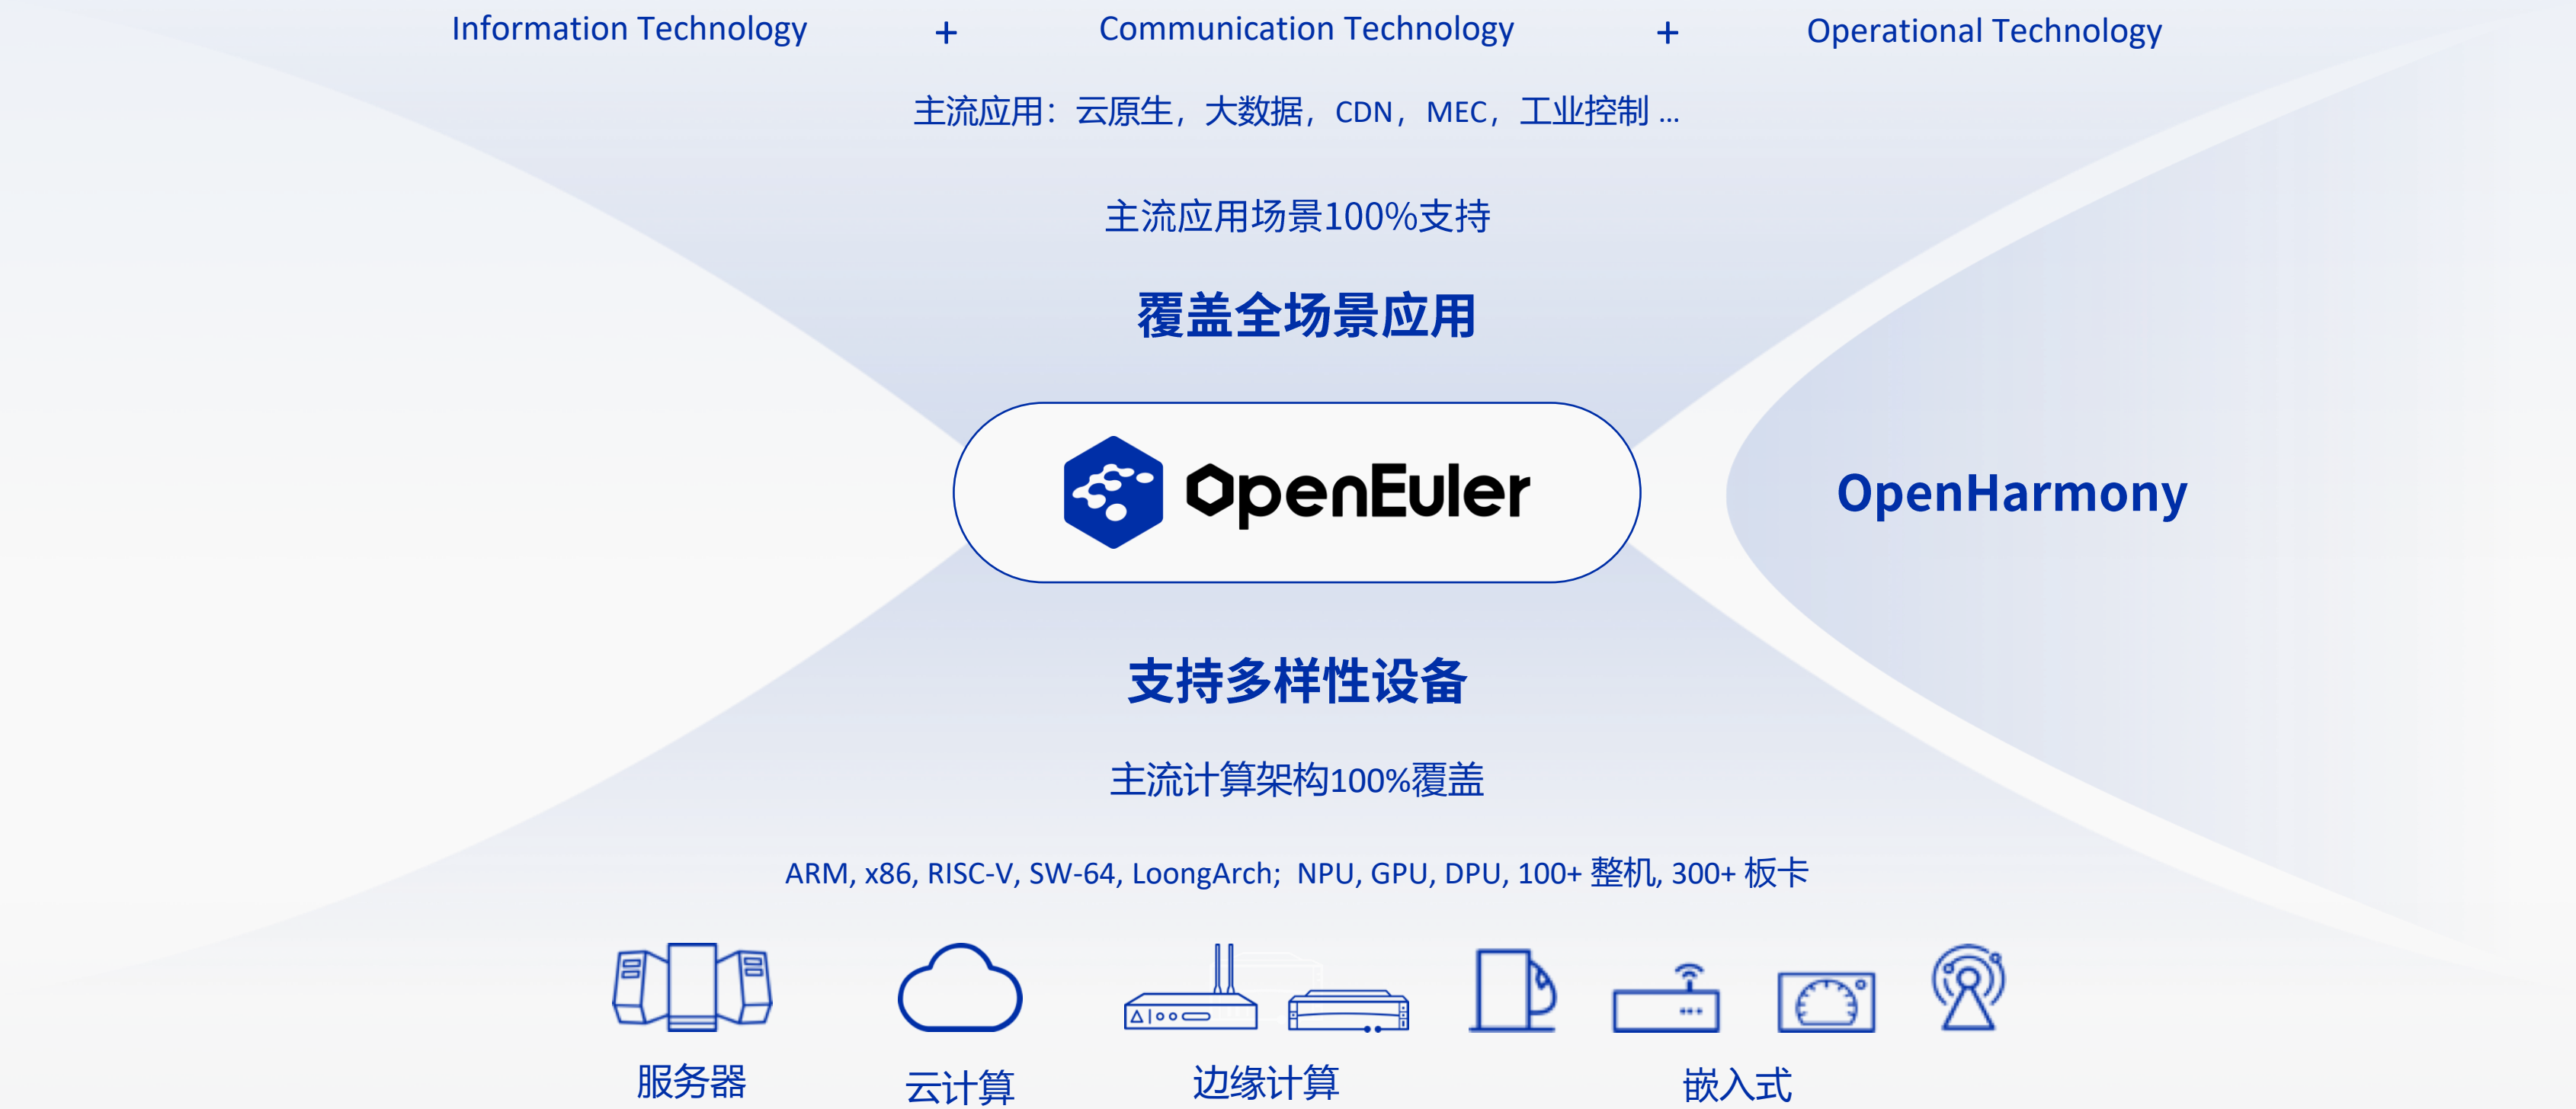 Information Technology + Communication Technology + Operational Technology
主流应用：云原生，大数据，CDN，MEC，工业控制 ...
主流应用场景100%支持
覆盖全场景应用
OpenEuler
OpenHarmony
支持多样性设备
主流计算架构100%覆盖
ARM, x86, RISC-V, SW-64, LoongArch; NPU, GPU, DPU, 100+ 整机, 300+ 板卡
服务器 云计算 边缘计算 嵌入式